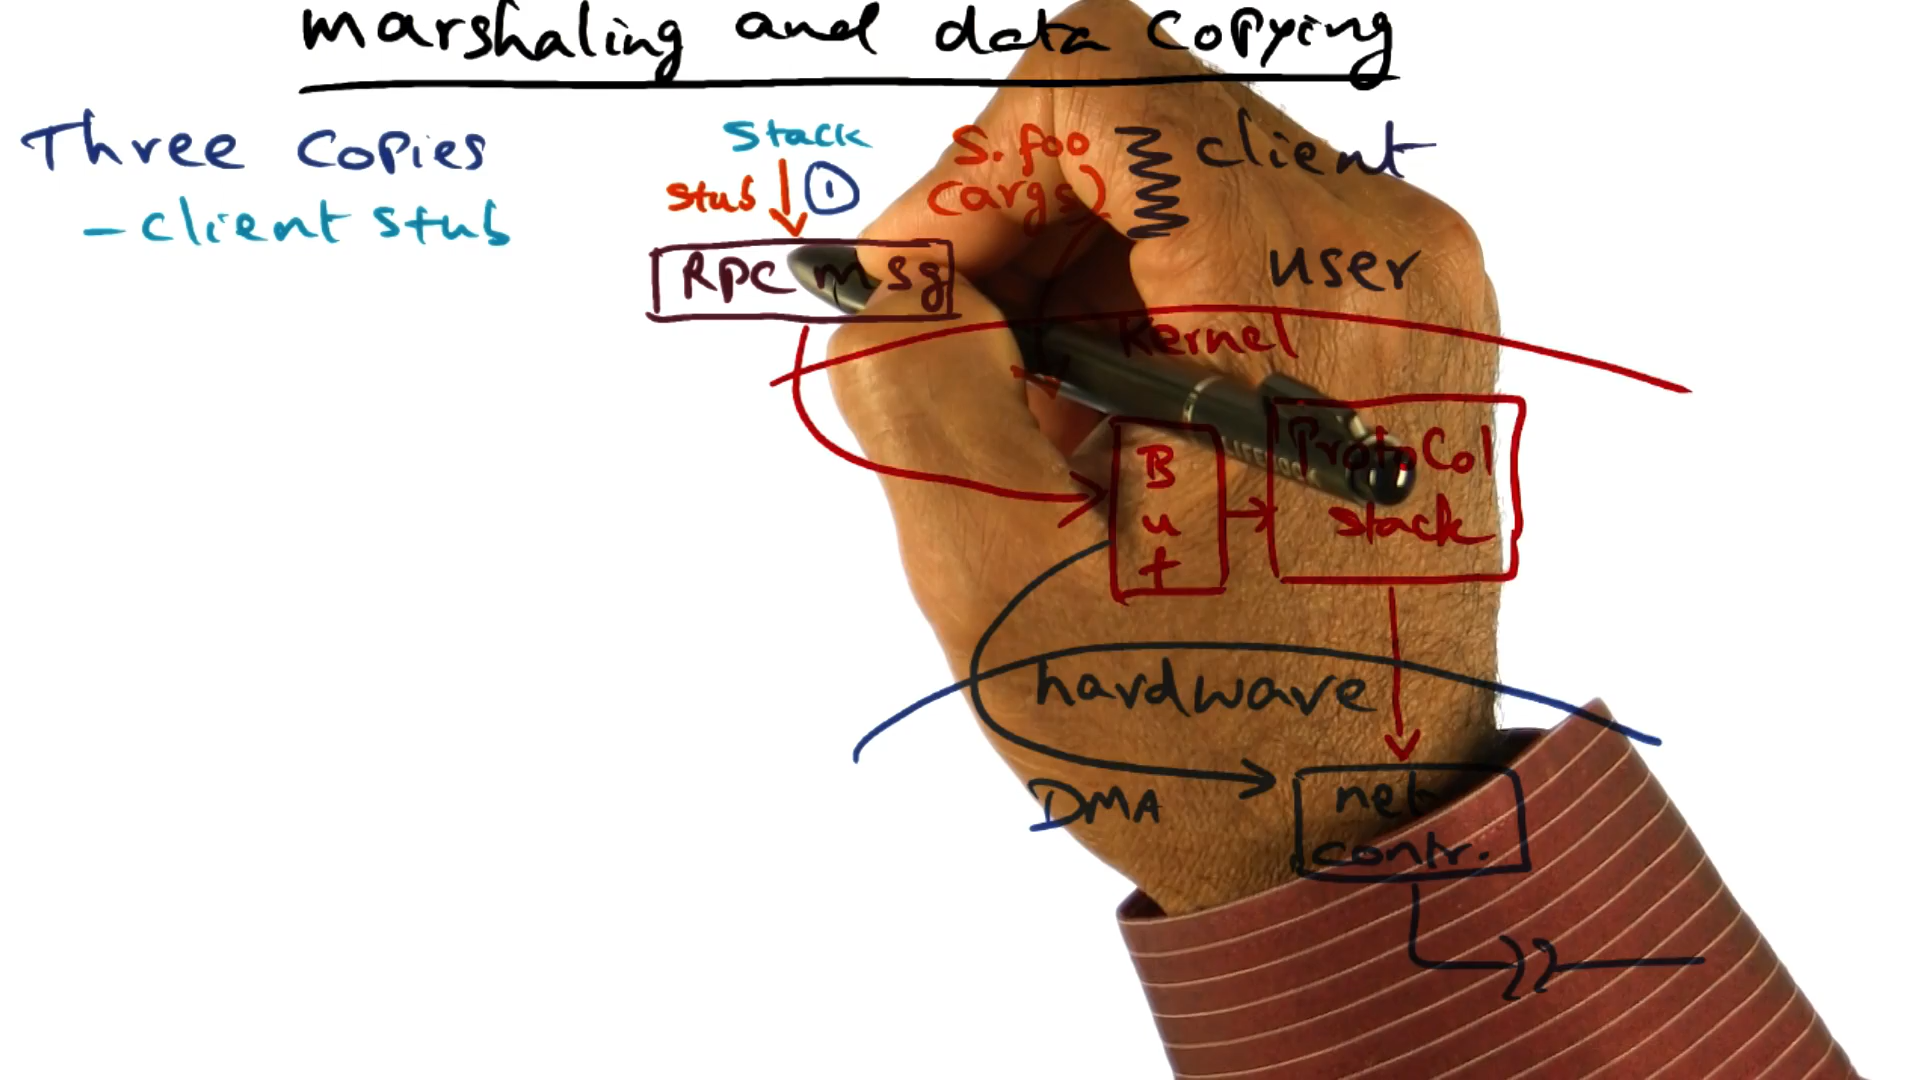 marshaling and data copying
Three copies
- client stub
stack
stub ①
RPC msg
S. foo
(args)
client
user
Kernel
B
u
f
Protocol
stack
hardware
DMA
net
contr.